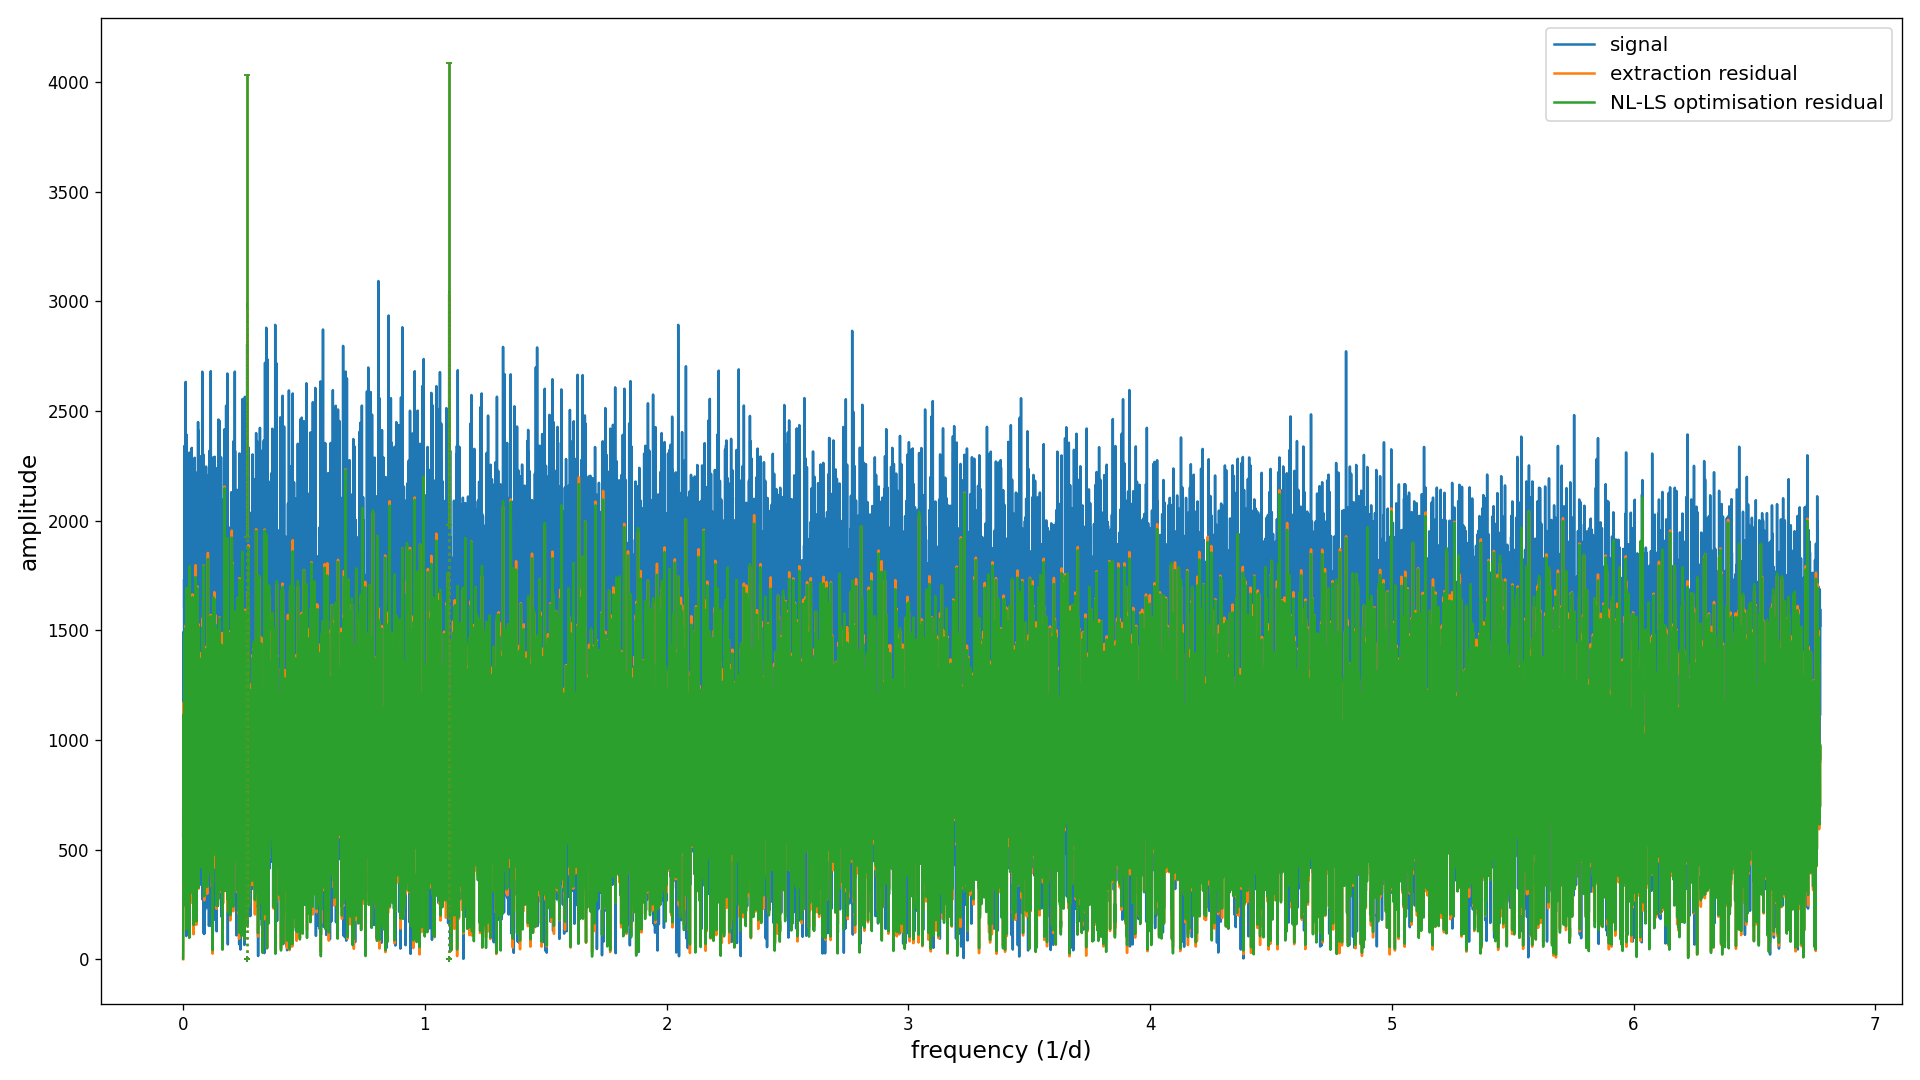 signal
extraction residual
NL-LS optimisation residual
amplitude
4000
3500
3000
2500
2000
1500
1000
500
0
0 1 2 3 4 5 6 7
frequency (1/d)